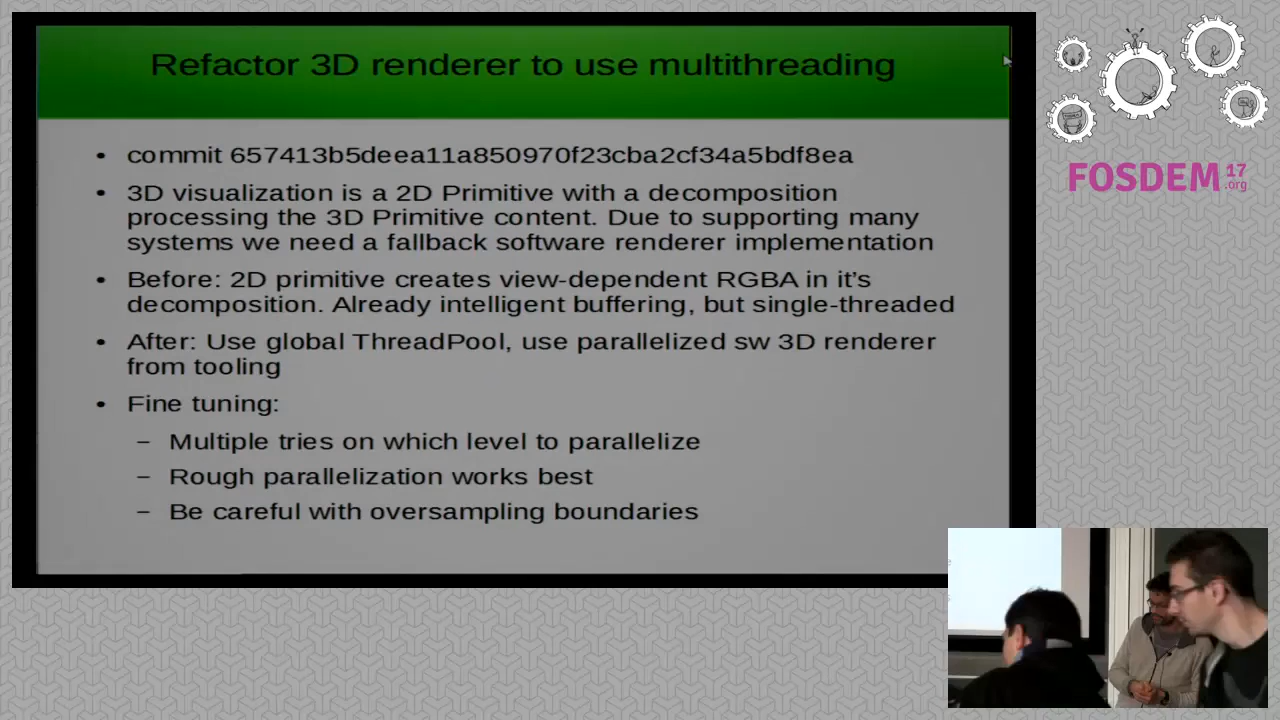 Refactor 3D renderer to use multithreading
• commit 657413b5deea11a850970f23cba2cf34a5bdf8ea
• 3D visualization is a 2D Primitive with a decomposition
processing the 3D Primitive content. Due to supporting many
systems we need a fallback software renderer implementation
• Before: 2D primitive creates view-dependent RGBA in it's
decomposition. Already intelligent buffering, but single-threaded
• After: Use global ThreadPool, use parallelized sw 3D renderer
from tooling
• Fine tuning:
– Multiple tries on which level to parallelize
– Rough parallelization works best
– Be careful with oversampling boundaries
FOSDEM 17
.org